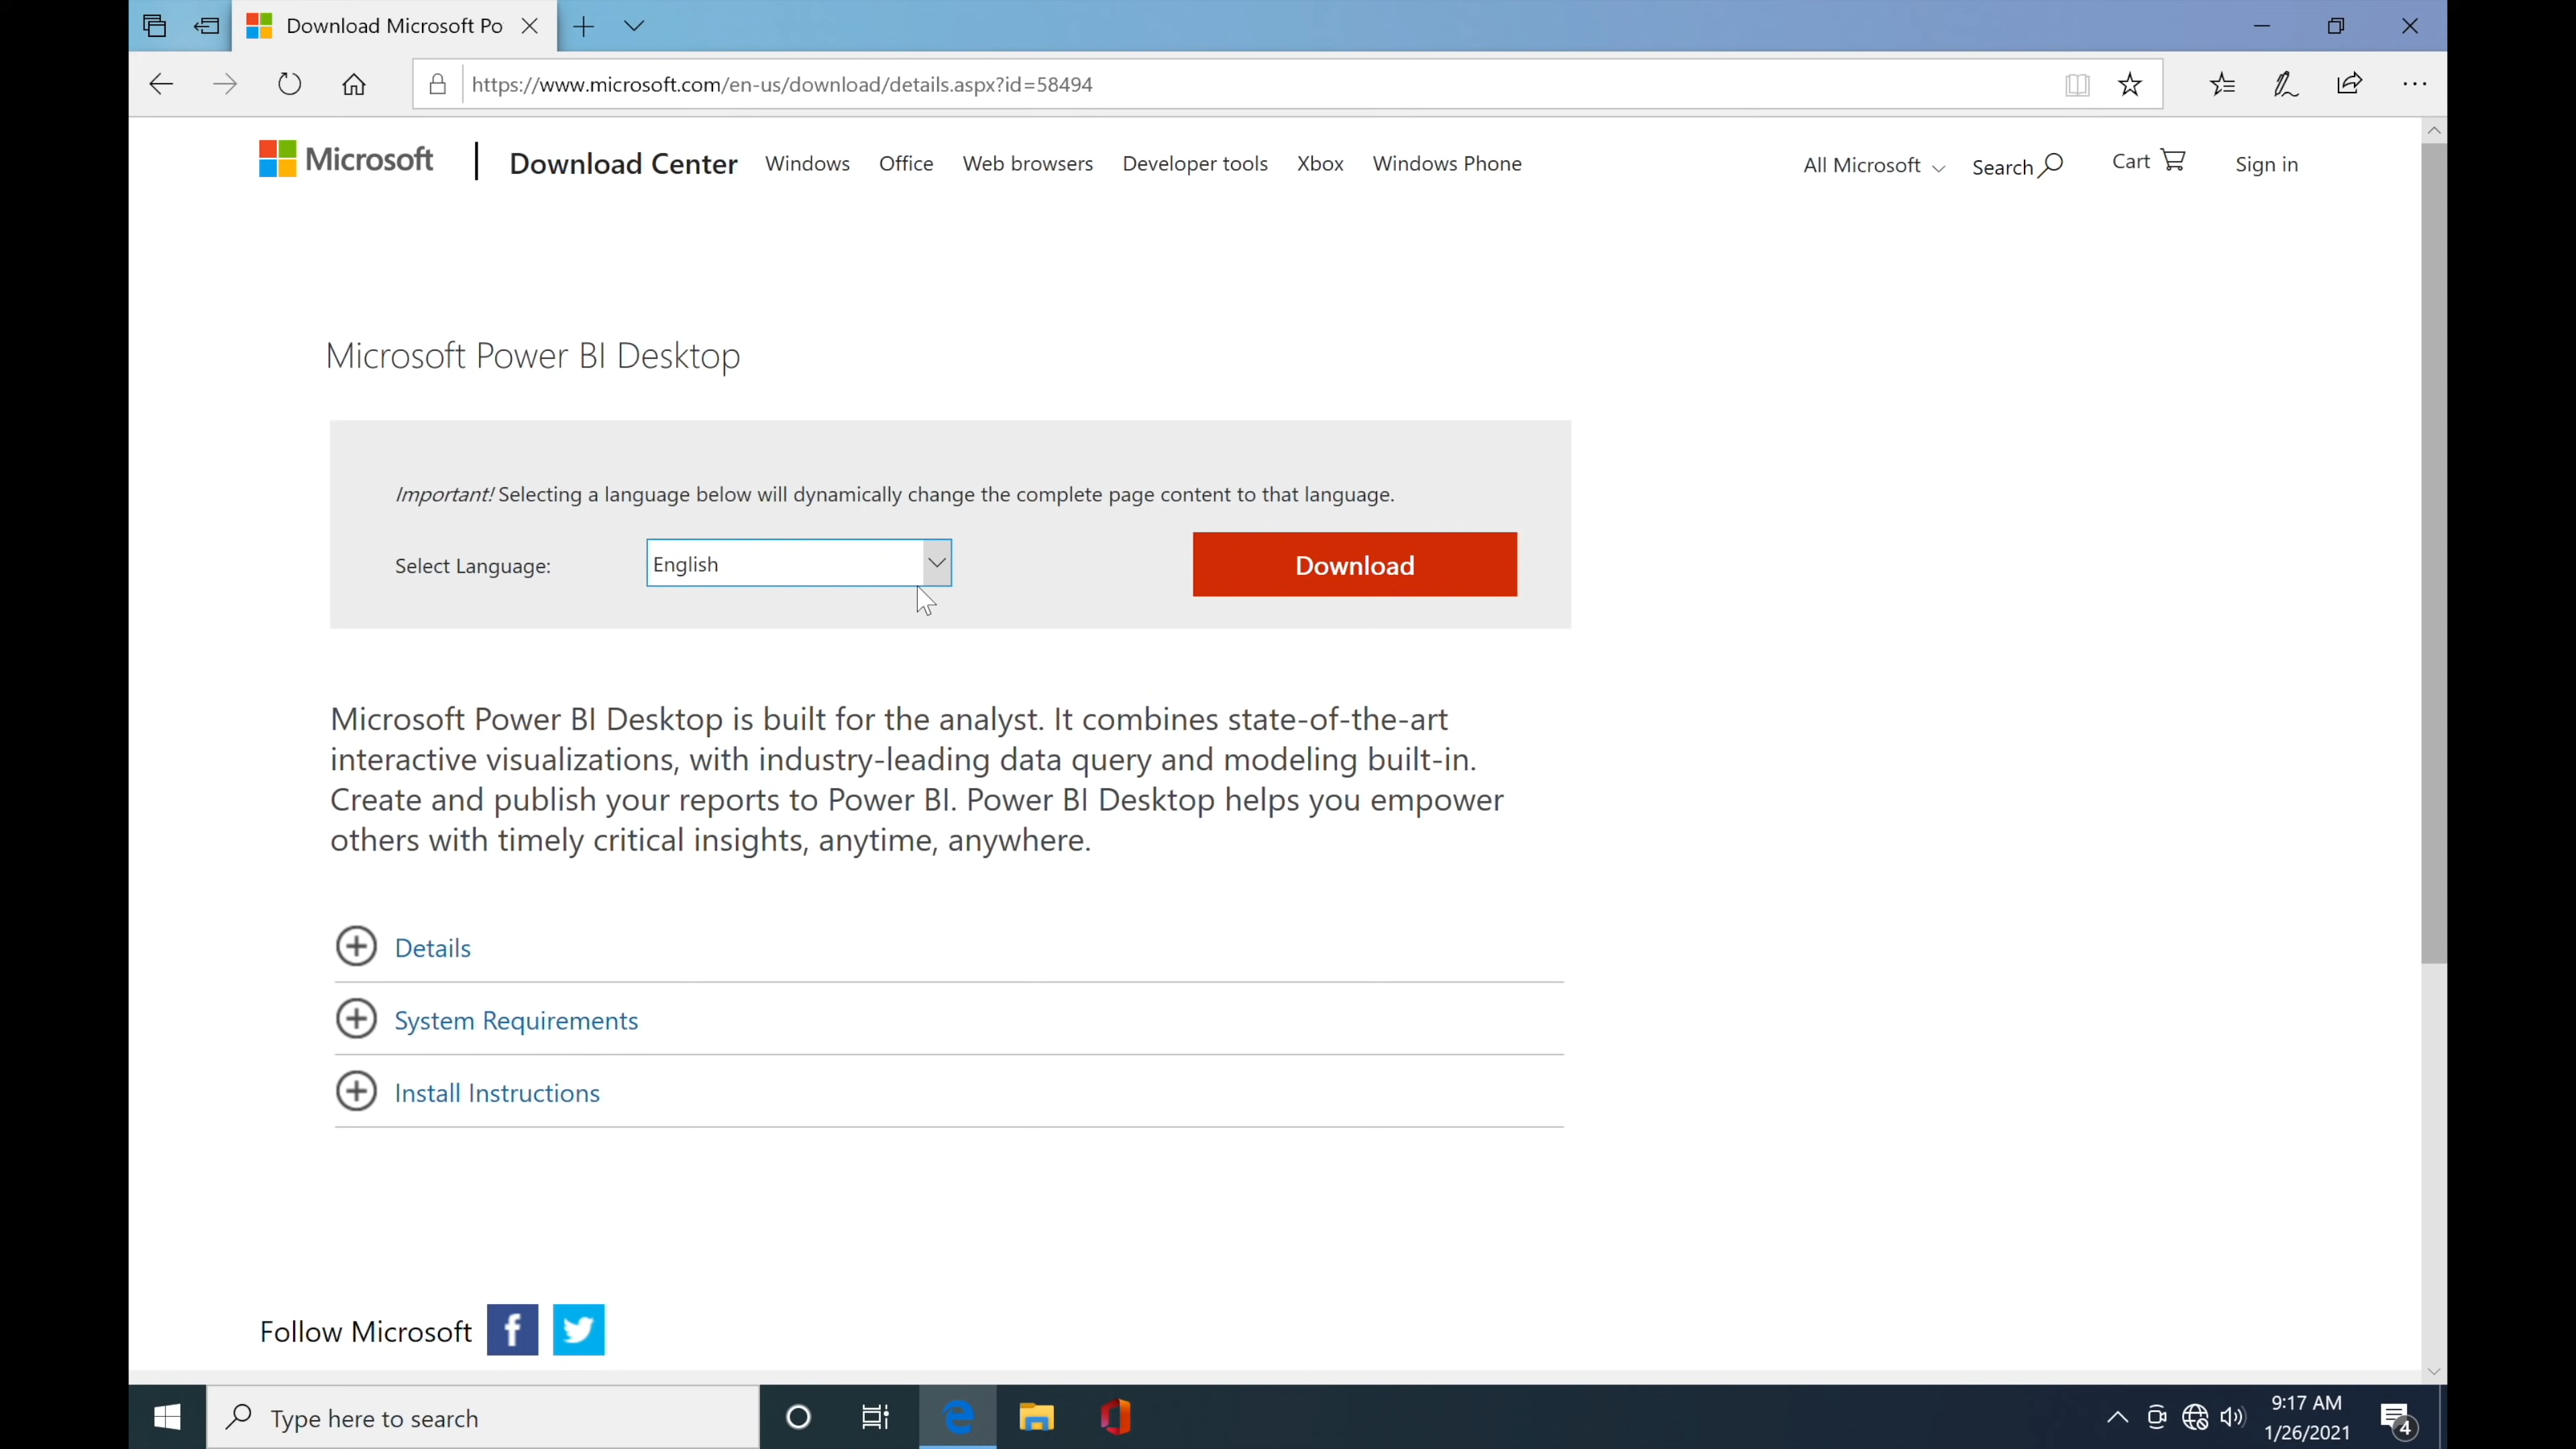 Download Microsoft Po
https://www.microsoft.com/en-us/download/details.aspx?id=58494
Microsoft Download Center Windows Office Web browsers Developer tools Xbox Windows Phone All Microsoft Search Cart Sign in
Microsoft Power BI Desktop
Important! Selecting a language below will dynamically change the complete page content to that language.
Select Language: English Download
Microsoft Power BI Desktop is built for the analyst. It combines state-of-the-art
interactive visualizations, with industry-leading data query and modeling built-in.
Create and publish your reports to Power BI. Power BI Desktop helps you empower
others with timely critical insights, anytime, anywhere.
Details
System Requirements
Install Instructions
Follow Microsoft f
Type here to search
9:17 AM
1/26/2021
4